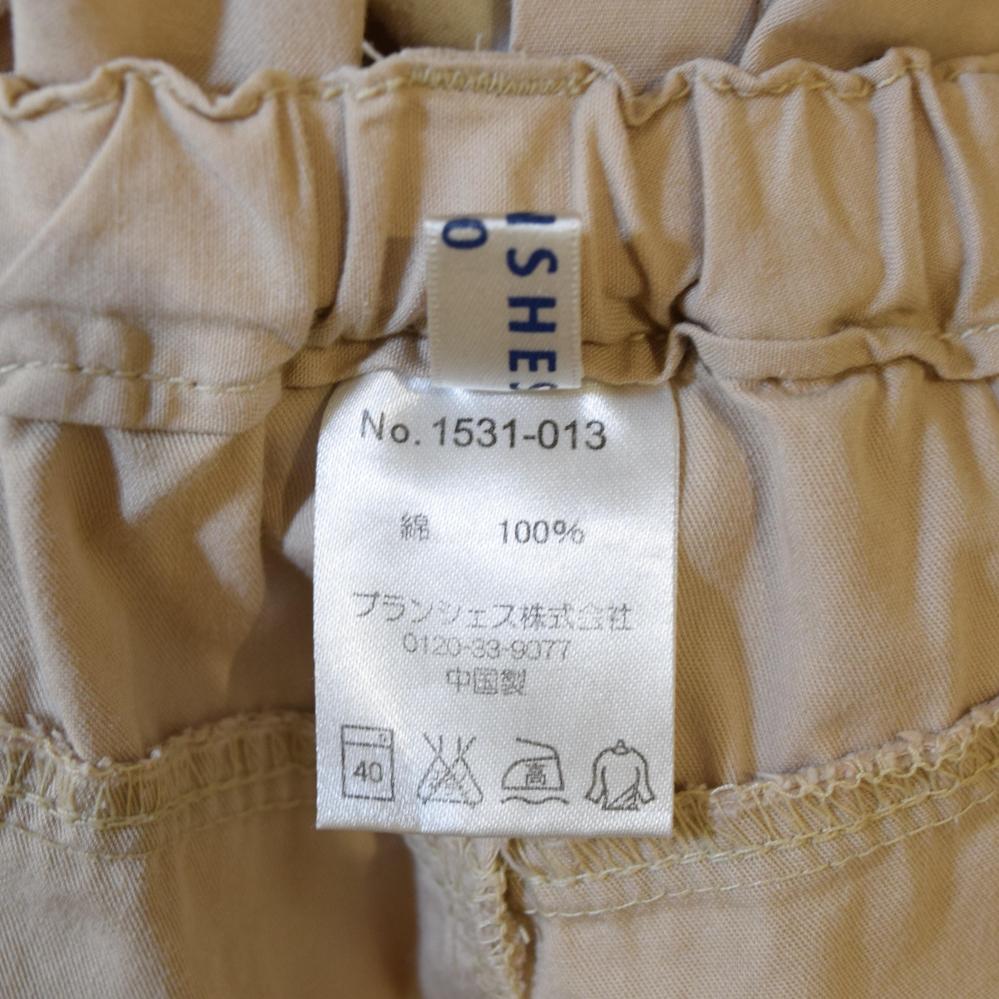 SHES
O
No. 1531-013
綿 100%
ブランシェス株式会社
0120-33-9077
中国製
40
高